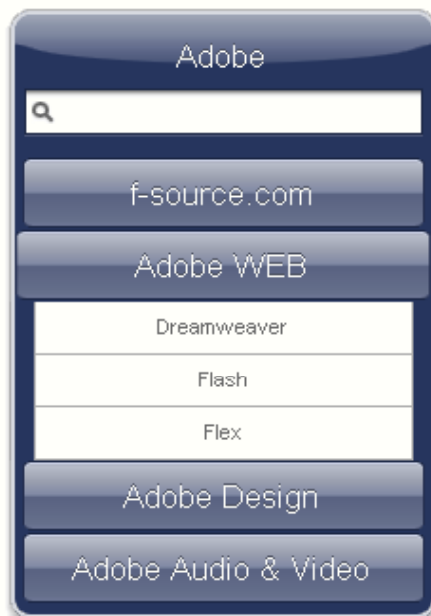 Adobe
f-source.com
Adobe WEB
Dreamweaver
Flash
Flex
Adobe Design
Adobe Audio & Video